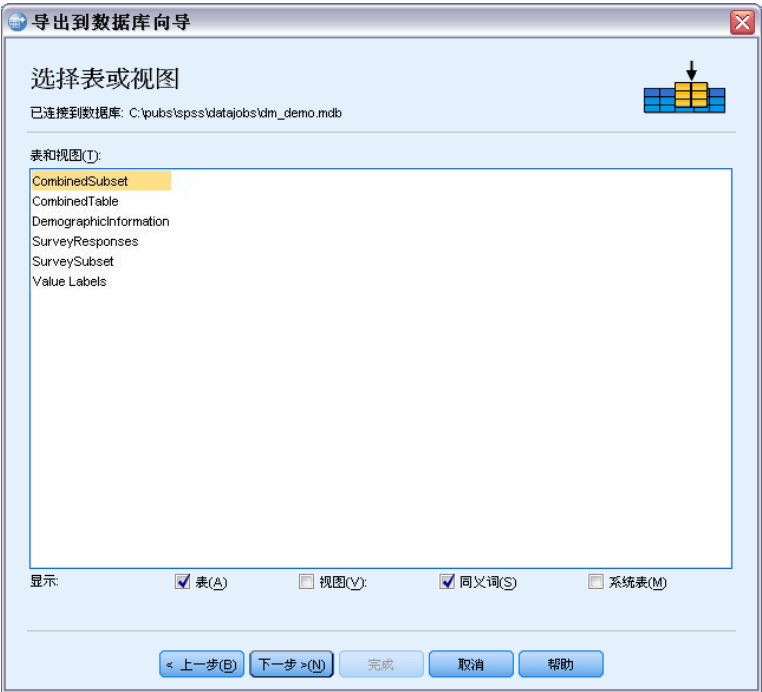 导出到数据库向导
选择表或视图
已连接到数据库: C:\pubs\spss\datajobs\dm_demo.mdb
表和视图(T):
CombinedSubset
CombinedTable
DemographicInformation
SurveyResponses
SurveySubset
Value Labels
显示: 表(A) 视图(V): 同义词(S) 系统表(M)
< 上一步(B) 下一步 >(N) 完成 取消 帮助